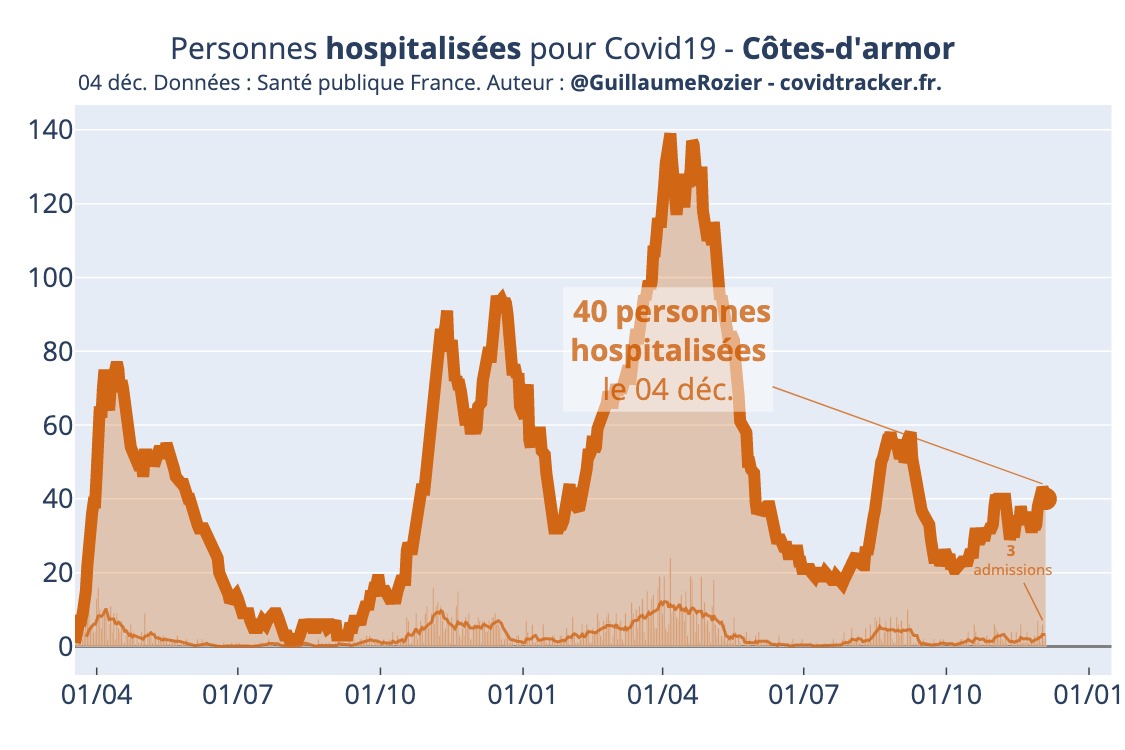 Personnes hospitalisées pour Covid19 - Côtes-d'armor
04 déc. Données : Santé publique France. Auteur : @GuillaumeRozier - covidtracker.fr.
140
120
100
80
60
40
20
0
40 personnes
hospitalisées
le 04 déc.
3
admissions
01/04
01/07
01/10
01/01
01/04
01/07
01/10
01/01